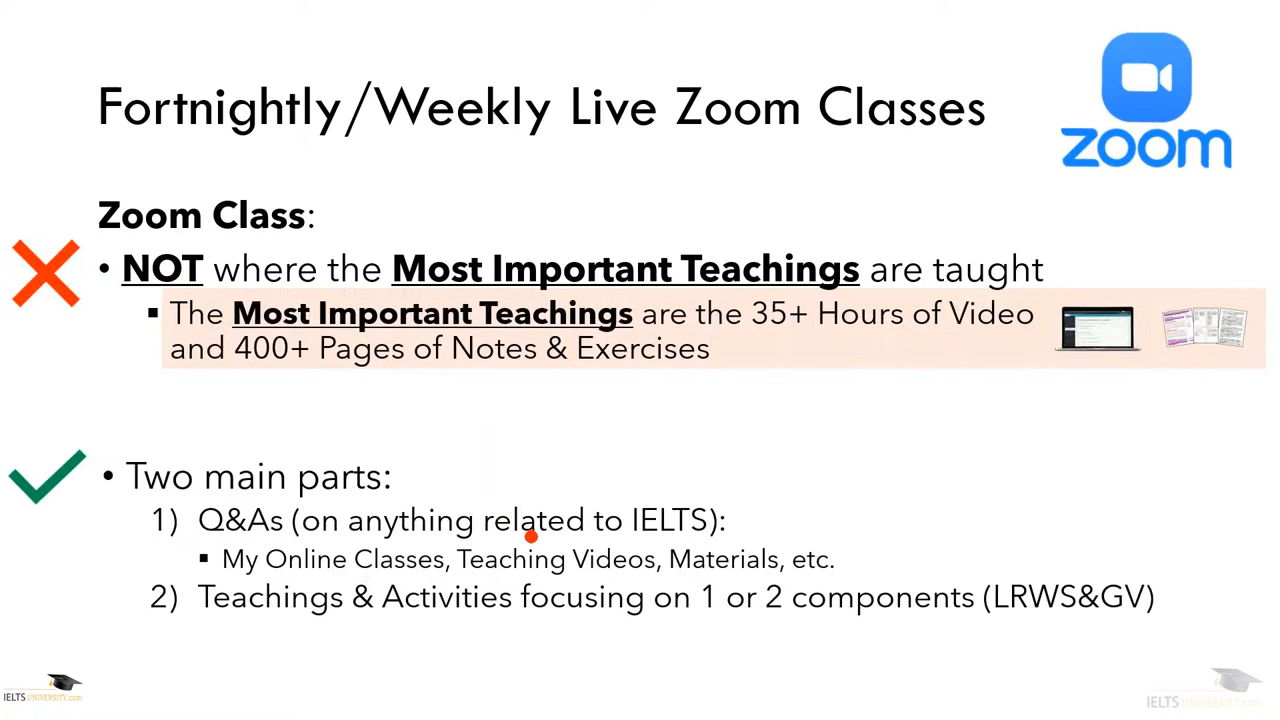 Fortnightly/Weekly Live Zoom Classes
zoom
Zoom Class:
• NOT where the Most Important Teachings are taught
▪ The Most Important Teachings are the 35+ Hours of Video
and 400+ Pages of Notes & Exercises
• Two main parts:
1) Q&As (on anything related to IELTS):
▪ My Online Classes, Teaching Videos, Materials, etc.
2) Teachings & Activities focusing on 1 or 2 components (LRWS&GV)
IELTS UNIVERSITY.com
IELTS UNIVERSITY.com